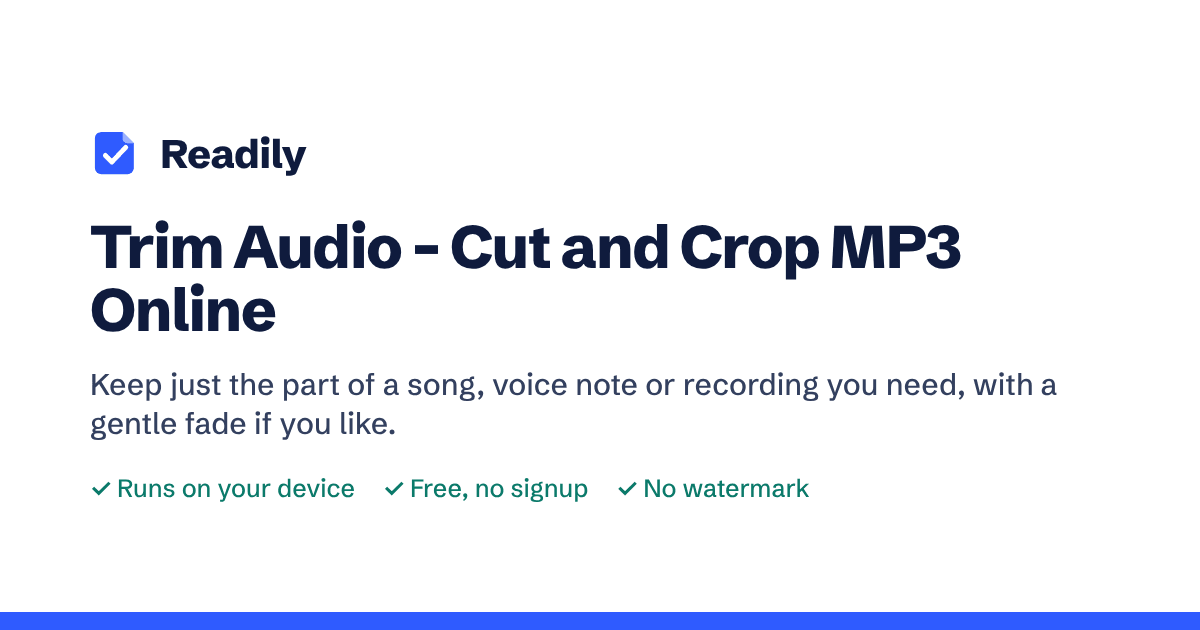 Readily
Trim Audio – Cut and Crop MP3
Online
Keep just the part of a song, voice note or recording you need, with a
gentle fade if you like.
✓ Runs on your device ✓ Free, no signup ✓ No watermark